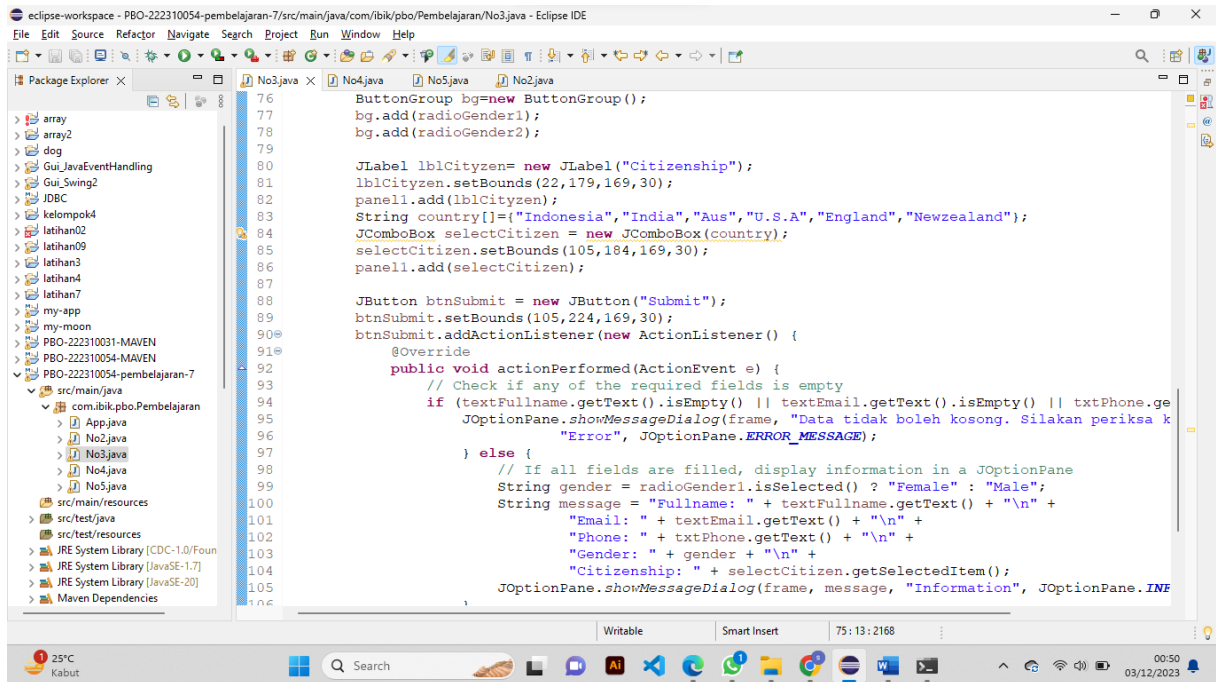 eclipse-workspace - PBO-222310054-pembelajaran-7/src/main/java/com/ibik/pbo/Pembelajaran/No3.java - Eclipse IDE
File Edit Source Refactor Navigate Search Project Run Window Help
Package Explorer
array
array2
dog
Gui_JavaEventHandling
Gui_Swing2
JDBC
kelompok4
latihan02
latihan09
latihan3
latihan4
latihan7
my-app
my-moon
PBO-222310031-MAVEN
PBO-222310054-MAVEN
PBO-222310054-pembelajaran-7
src/main/java
com.ibik.pbo.Pembelajaran
App.java
No2.java
No3.java
No4.java
No5.java
src/main/resources
src/test/java
src/test/resources
JRE System Library [CDC-1.0/Foun
JRE System Library [JavaSE-1.7]
JRE System Library [JavaSE-20]
Maven Dependencies
No3.java No4.java No5.java No2.java
76 ButtonGroup bg=new ButtonGroup();
77 bg.add(radioGender1);
78 bg.add(radioGender2);
79
80 JLabel lblCityzen= new JLabel("Citizenship");
81 lblCityzen.setBounds(22,179,169,30);
82 panel1.add(lblCityzen);
83 String country[]={"Indonesia","India","Aus","U.S.A","England","Newzealand"};
84 JComboBox selectCitizen = new JComboBox(country);
85 selectCitizen.setBounds(105,184,169,30);
86 panel1.add(selectCitizen);
87
88 JButton btnSubmit = new JButton("Submit");
89 btnSubmit.setBounds(105,224,169,30);
90 btnSubmit.addActionListener(new ActionListener() {
91 @Override
92 public void actionPerformed(ActionEvent e) {
93 // Check if any of the required fields is empty
94 if (textFullname.getText().isEmpty() || textEmail.getText().isEmpty() || txtPhone.ge
95 JOptionPane.showMessageDialog(frame, "Data tidak boleh kosong. Silakan periksa k
96 "Error", JOptionPane.ERROR_MESSAGE);
97 } else {
98 // If all fields are filled, display information in a JOptionPane
99 String gender = radioGender1.isSelected() ? "Female" : "Male";
100 String message = "Fullname: " + textFullname.getText() + "\n" +
101 "Email: " + textEmail.getText() + "\n" +
102 "Phone: " + txtPhone.getText() + "\n" +
103 "Gender: " + gender + "\n" +
104 "Citizenship: " + selectCitizen.getSelectedItem();
105 JOptionPane.showMessageDialog(frame, message, "Information", JOptionPane.INF
106 }
Writable Smart Insert 75 : 13 : 2168
1
25°C
Kabut
Search
Ai
1
00:50
03/12/2023